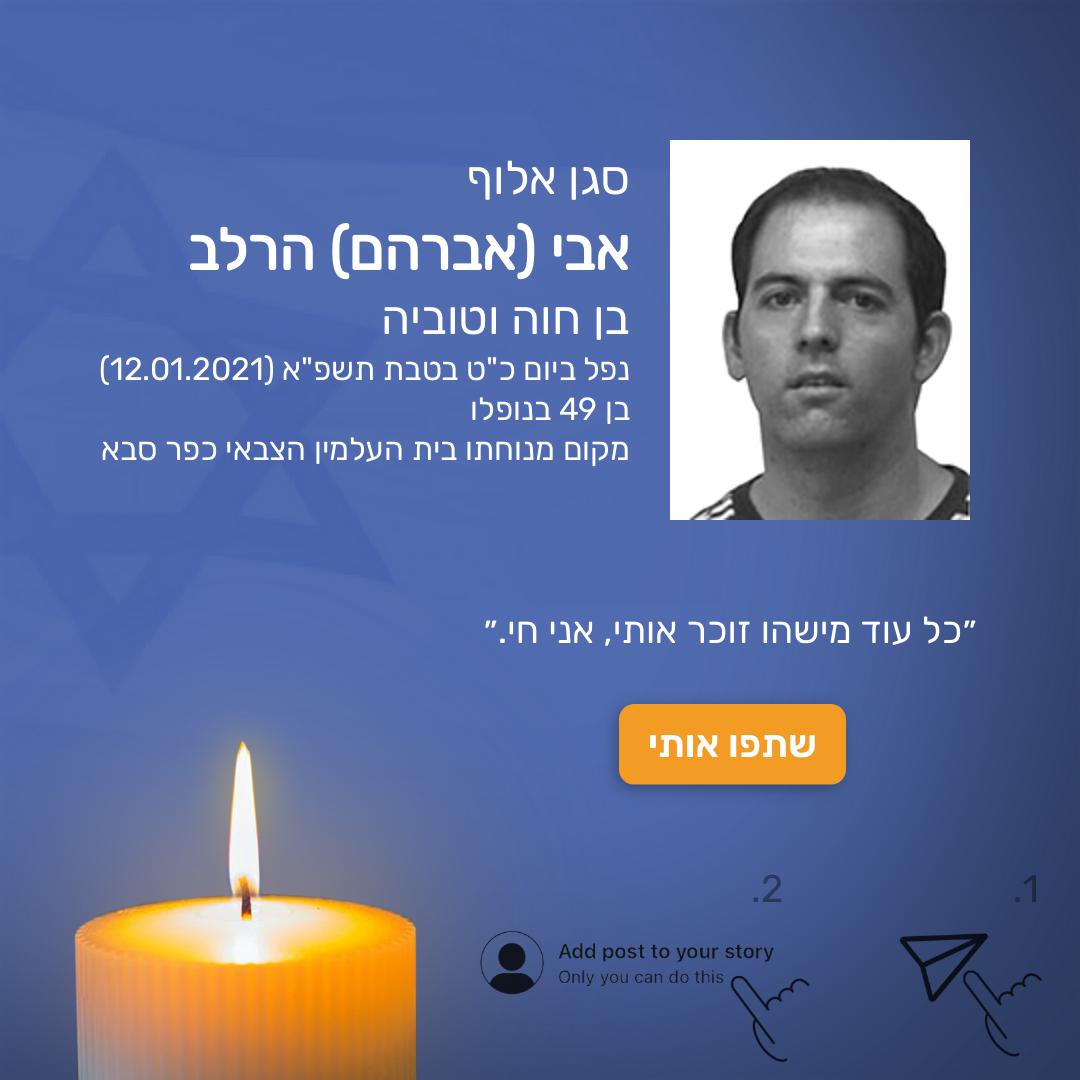 סגן אלוף
אבי (אברהם) הרלב
בן חוה וטוביה
נפל ביום כ"ט בטבת תשפ"א (12.01.2021)
בן 49 בנופלו
מקום מנוחתו בית העלמין הצבאי כפר סבא
״כל עוד מישהו זוכר אותי, אני חי.״
שתפו אותי
1.
2.
Add post to your story
Only you can do this